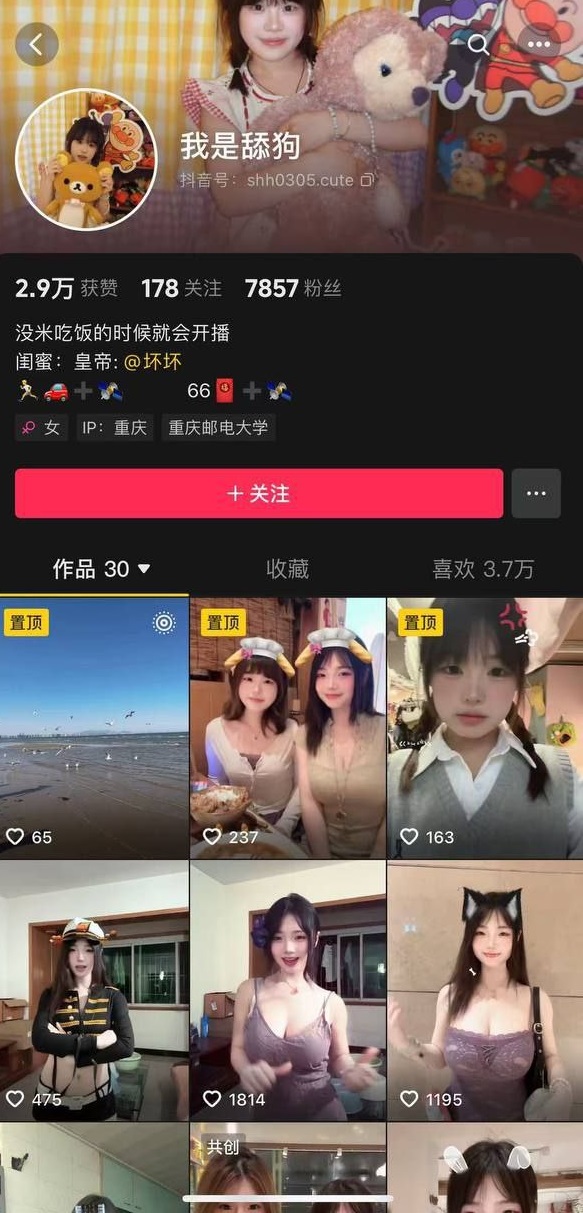 我是舔狗
抖音号：shh0305.cute
2.9万 获赞 178 关注 7857 粉丝
没米吃饭的时候就会开播
闺蜜：皇帝: @坏坏
🏃🚗➕🛰️ 66🧧➕🛰️
♀ 女 IP：重庆 重庆邮电大学
＋关注
作品 30 收藏 喜欢 3.7万
置顶 置顶 置顶
65 237 163
475 1814 1195
共创